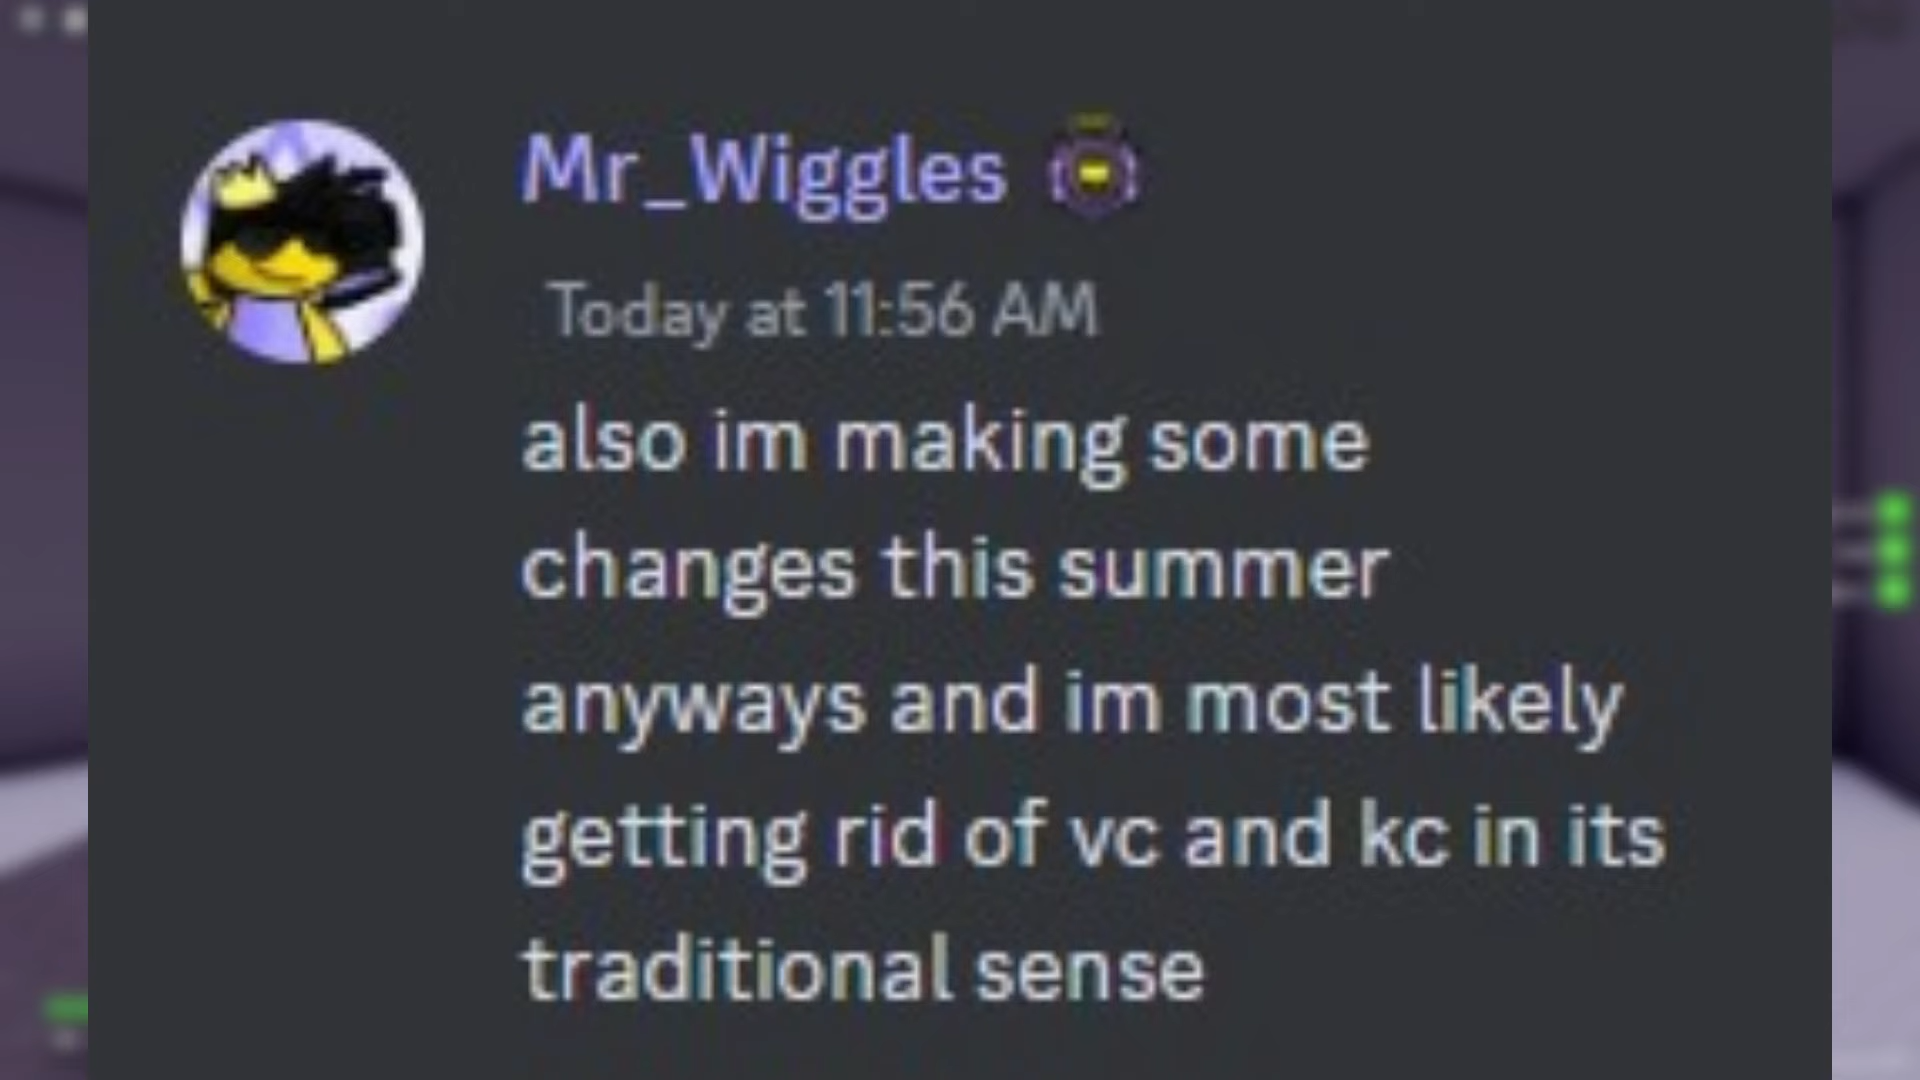 Mr_Wiggles
Today at 11:56 AM
also im making some
changes this summer
anyways and im most likely
getting rid of vc and kc in its
traditional sense